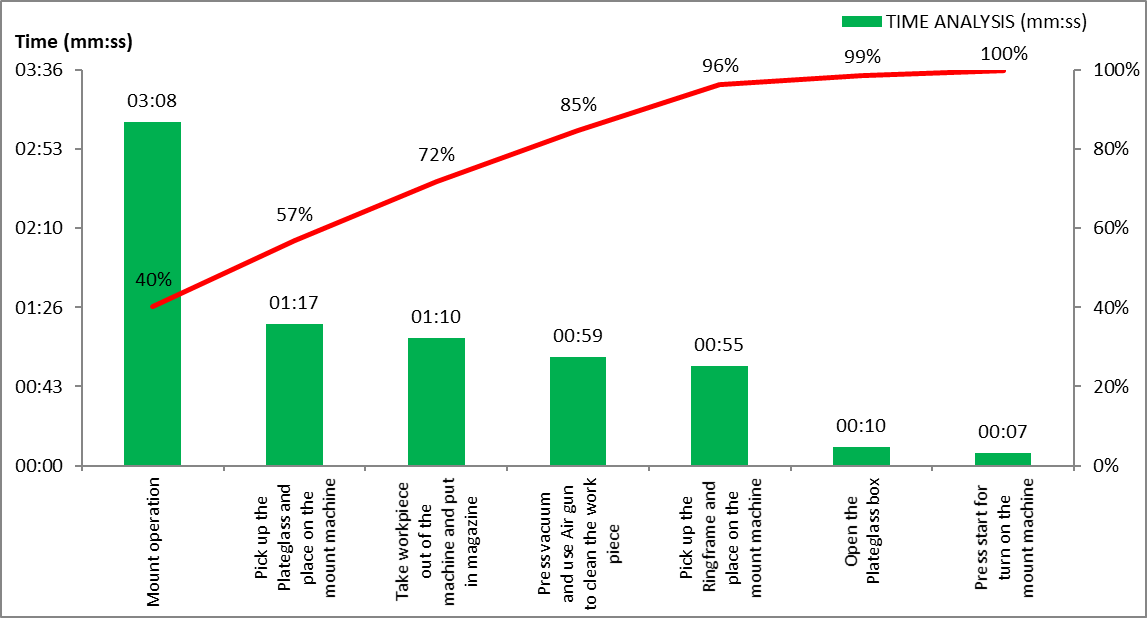 TIME ANALYSIS (mm:ss)
Time (mm:ss)
03:36
02:53
02:10
01:26
00:43
00:00
100%
80%
60%
40%
20%
0%
03:08
01:17
01:10
00:59
00:55
00:10
00:07
40%
57%
72%
85%
96%
99%
100%
Mount operation
Pick up the
Plateglass and
place on the
mount machine
Take workpiece
out of the
machine and put
in magazine
Press vacuum
and use Air gun
to clean the work
piece
Pick up the
Ringframe and
place on the
mount machine
Open the
Plateglass box
Press start for
turn on the
mount machine